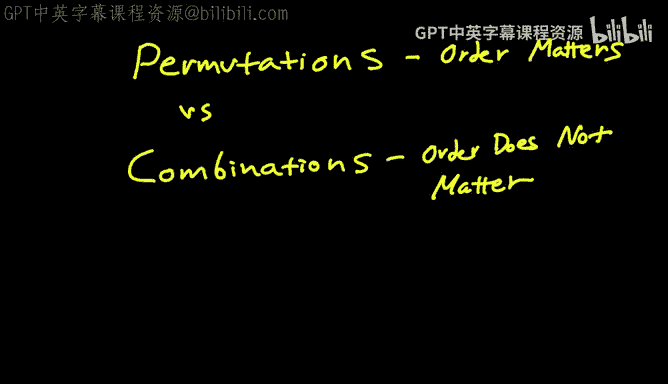 GPT中英字幕课程资源@bilibili.com
GPT中英字幕课程资源 bilibili
Permutations - Order Matters
vs
Combinations - Order Does Not
Matter